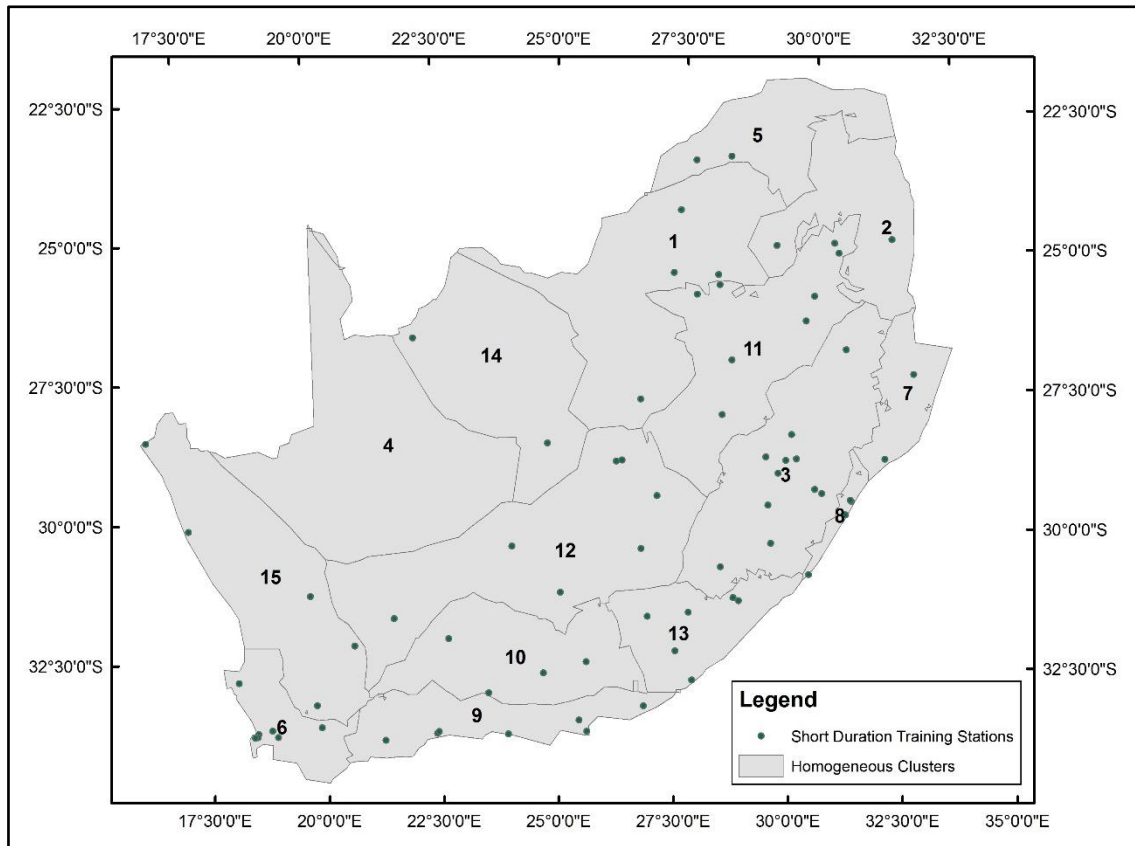 17°30'0"E 20°0'0"E 22°30'0"E 25°0'0"E 27°30'0"E 30°0'0"E 32°30'0"E
22°30'0"S 22°30'0"S
5
1 2
25°0'0"S 25°0'0"S
14 11
27°30'0"S 7 27°30'0"S
4
3
30°0'0"S 8 30°0'0"S
12
15
13
32°30'0"S 10 32°30'0"S
6 9
Legend
Short Duration Training Stations
Homogeneous Clusters
17°30'0"E 20°0'0"E 22°30'0"E 25°0'0"E 27°30'0"E 30°0'0"E 32°30'0"E 35°0'0"E